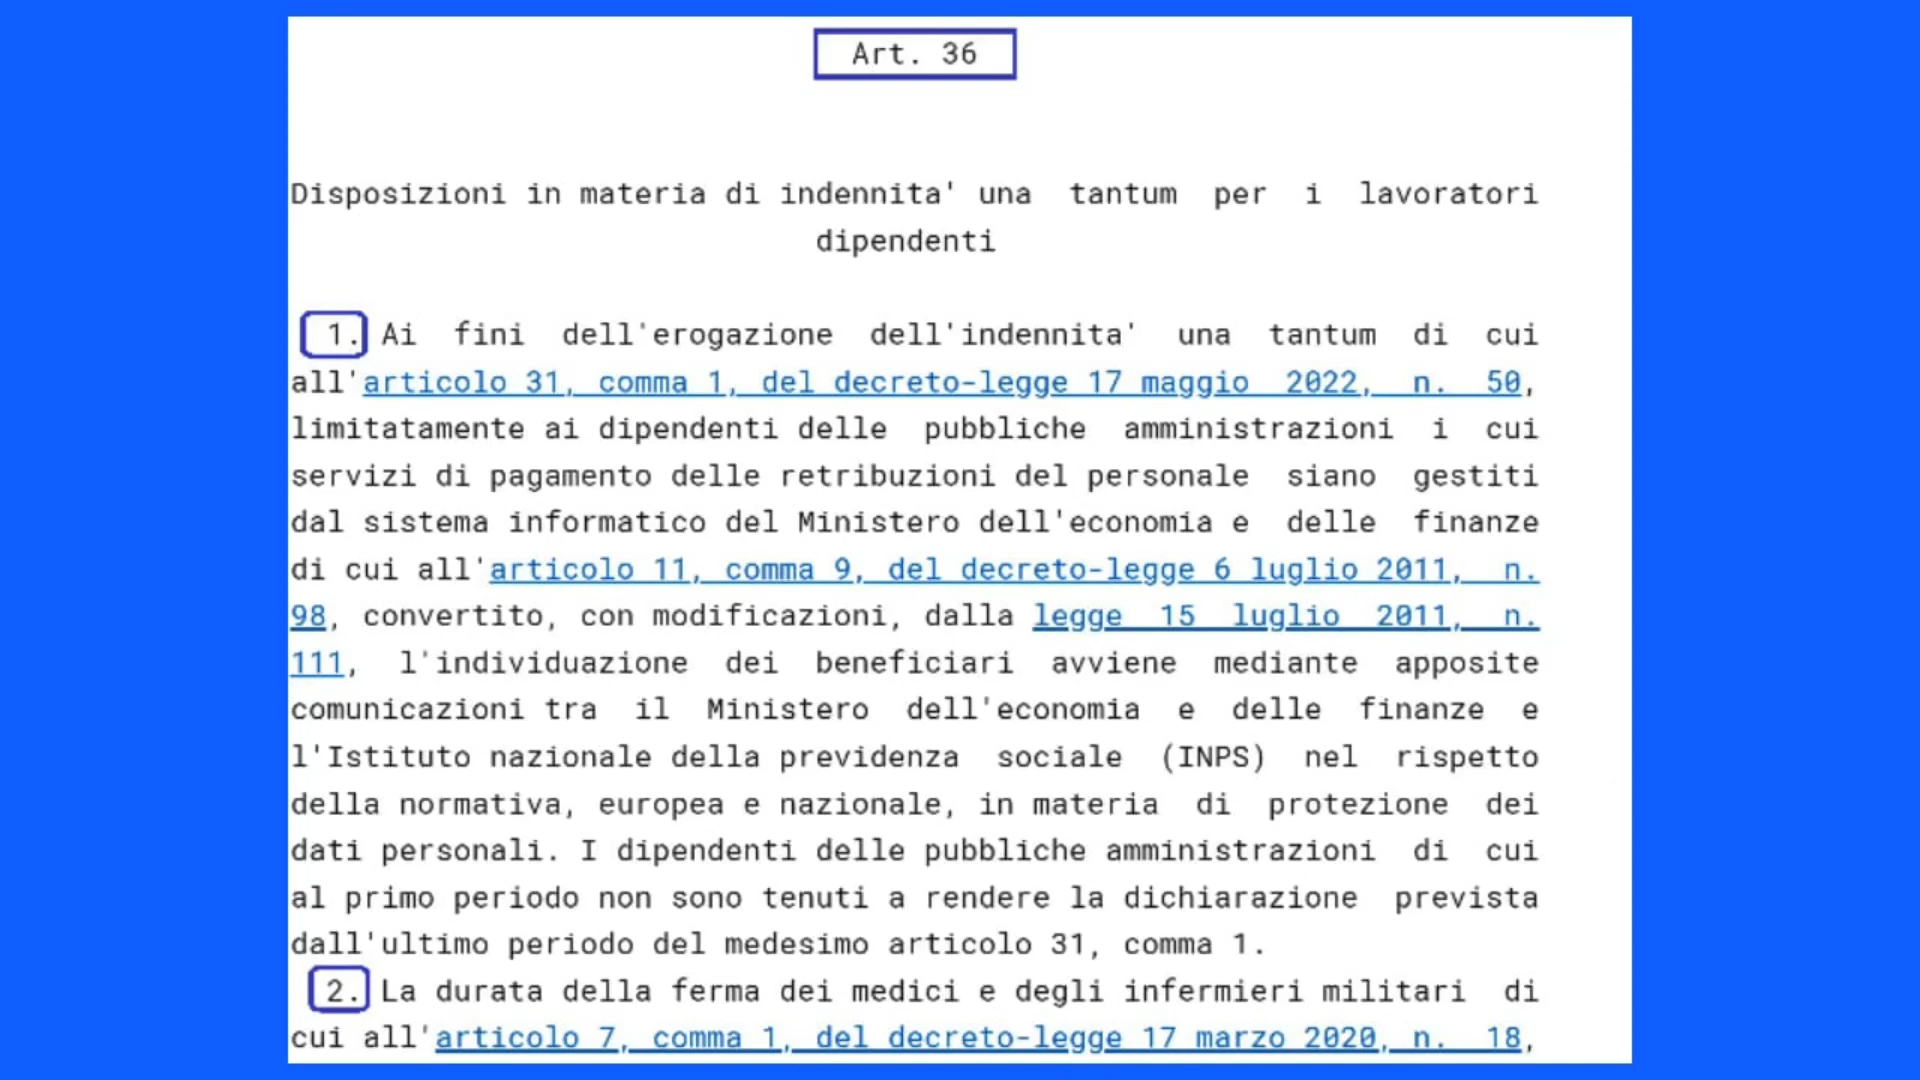 Art. 36
Disposizioni in materia di indennita' una tantum per i lavoratori
dipendenti
1. Ai fini dell'erogazione dell'indennita' una tantum di cui
all'articolo 31, comma 1, del decreto-legge 17 maggio 2022, n. 50,
limitatamente ai dipendenti delle pubbliche amministrazioni i cui
servizi di pagamento delle retribuzioni del personale siano gestiti
dal sistema informatico del Ministero dell'economia e delle finanze
di cui all'articolo 11, comma 9, del decreto-legge 6 luglio 2011, n.
98, convertito, con modificazioni, dalla legge 15 luglio 2011, n.
111, l'individuazione dei beneficiari avviene mediante apposite
comunicazioni tra il Ministero dell'economia e delle finanze e
l'Istituto nazionale della previdenza sociale (INPS) nel rispetto
della normativa, europea e nazionale, in materia di protezione dei
dati personali. I dipendenti delle pubbliche amministrazioni di cui
al primo periodo non sono tenuti a rendere la dichiarazione prevista
dall'ultimo periodo del medesimo articolo 31, comma 1.
2. La durata della ferma dei medici e degli infermieri militari di
cui all'articolo 7, comma 1, del decreto-legge 17 marzo 2020, n. 18,